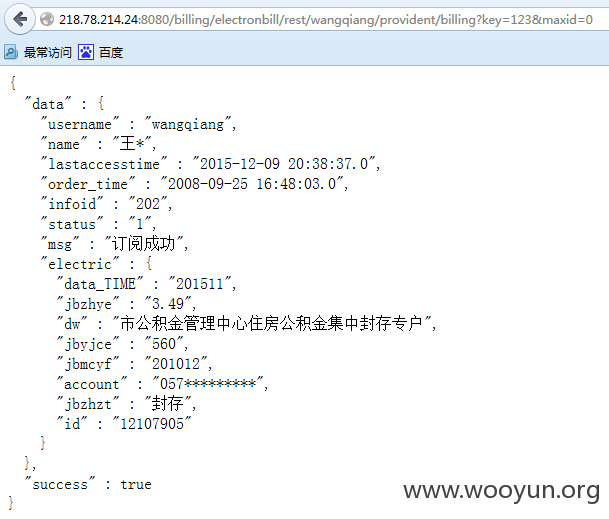 218.78.214.24:8080/billing/electronbill/rest/wangqiang/provident/billing?key=123&maxid=0
最常访问 百度
{
"data" : {
"username" : "wangqiang",
"name" : "王*",
"lastaccesstime" : "2015-12-09 20:38:37.0",
"order_time" : "2008-09-25 16:48:03.0",
"infoid" : "202",
"status" : "1",
"msg" : "订阅成功",
"electric" : {
"data_TIME" : "201511",
"jbzhye" : "3.49",
"dw" : "市公积金管理中心住房公积金集中封存专户",
"jbyjce" : "560",
"jbmcyf" : "201012",
"account" : "057*********",
"jbzhzt" : "封存",
"id" : "12107905"
}
},
"success" : true
}
www.wooyun.org